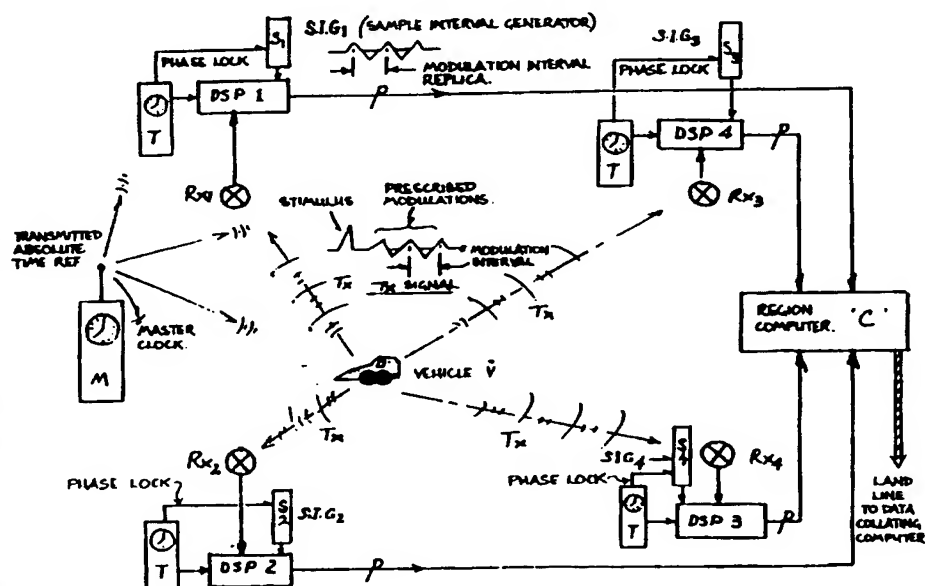 S1
S.I.G1 (SAMPLE INTERVAL GENERATOR)
PHASE LOCK
MODULATION INTERVAL
REPLICA.
DSP 1
P
T
S.I.G3
S3
PHASE LOCK
DSP 4
P
T
Rx1
Rx3
STIMULUS
PRESCRIBED
MODULATIONS.
MODULATION
INTERVAL
Tx SIGNAL
Tx
Tx
TRANSMITTED
ABSOLUTE
TIME REF
MASTER
CLOCK.
M
REGION
COMPUTER. 'C'
VEHICLE V
Tx
Tx
Rx2
S.I.G4
S4
Rx4
PHASE LOCK
PHASE LOCK
S2
S.I.G2
T
DSP 3
P
T
DSP 2
P
LAND
LINE
TO DATA
COLLATING
COMPUTER